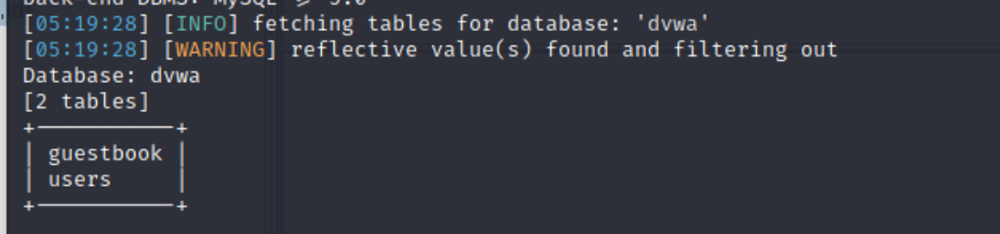 back-end DBMS: MySQL >= 5.0
[05:19:28] [INFO] fetching tables for database: 'dvwa'
[05:19:28] [WARNING] reflective value(s) found and filtering out
Database: dvwa
[2 tables]
+-----------+
| guestbook |
| users     |
+-----------+